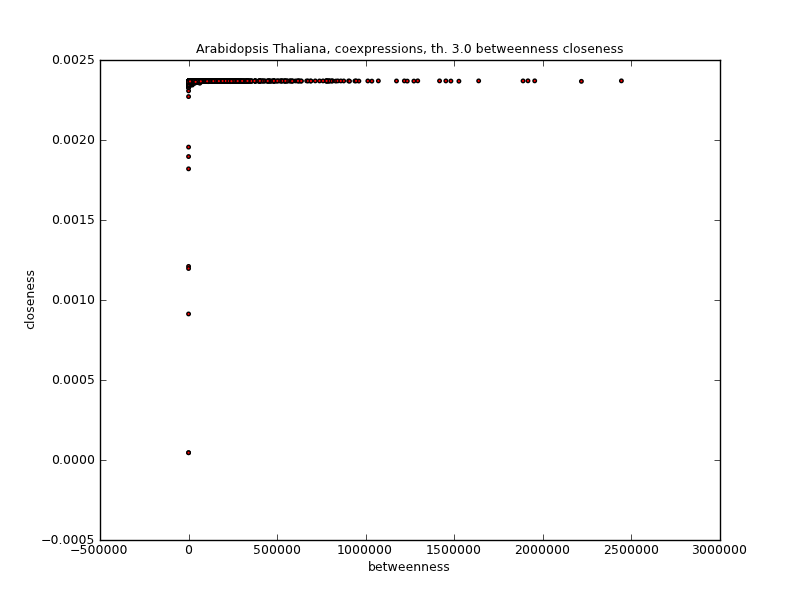 Arabidopsis Thaliana, coexpressions, th. 3.0 betweenness closeness
0.0025
0.0020
0.0015
0.0010
0.0005
0.0000
−0.0005
closeness
−500000 0 500000 1000000 1500000 2000000 2500000 3000000
betweenness